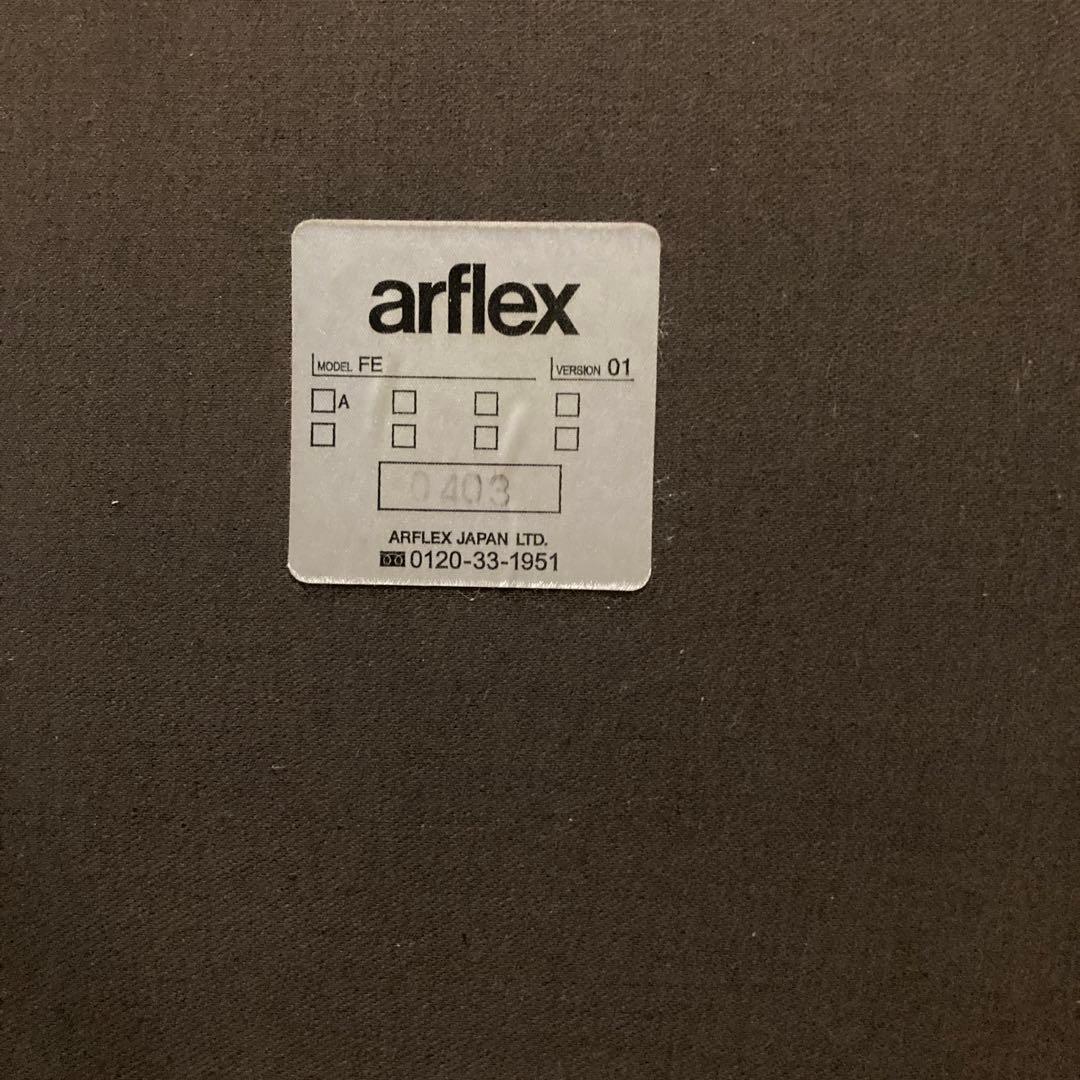 arflex
MODEL FE VERSION 01
A
0403
ARFLEX JAPAN LTD.
0120-33-1951